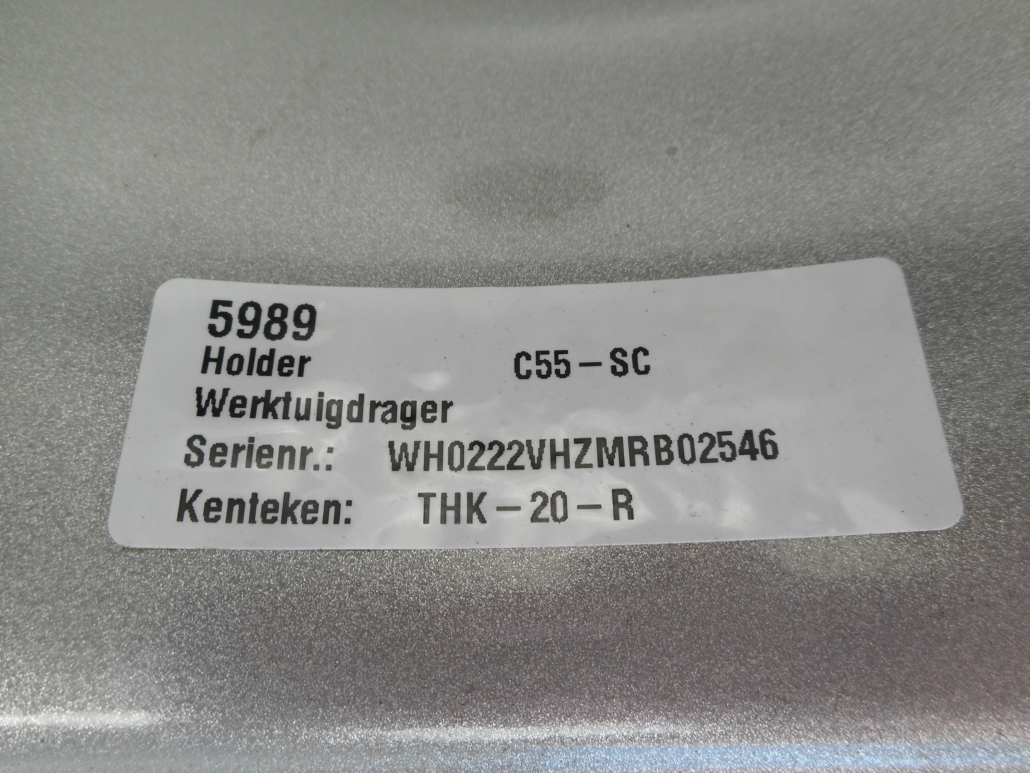 5989
Holder C55-SC
Werktuigdrager
Serienr.: WH0222VHZMRB02546
Kenteken: THK-20-R